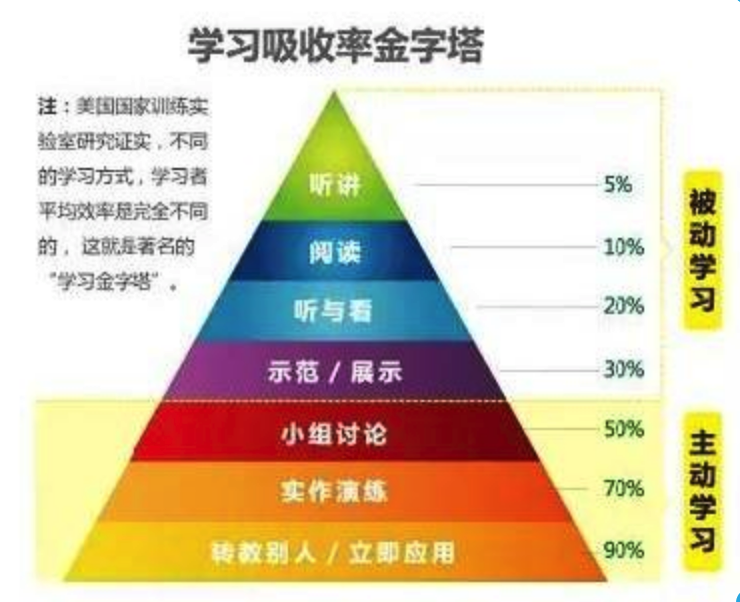 学习吸收率金字塔
注：美国国家训练实
验室研究证实，不同
的学习方式，学习者
平均效率是完全不同
的，这就是著名的
“学习金字塔”。
听讲 5%
阅读 10%
听与看 20%
示范 / 展示 30%
被动学习
小组讨论 50%
实作演练 70%
转教别人 / 立即应用 90%
主动学习